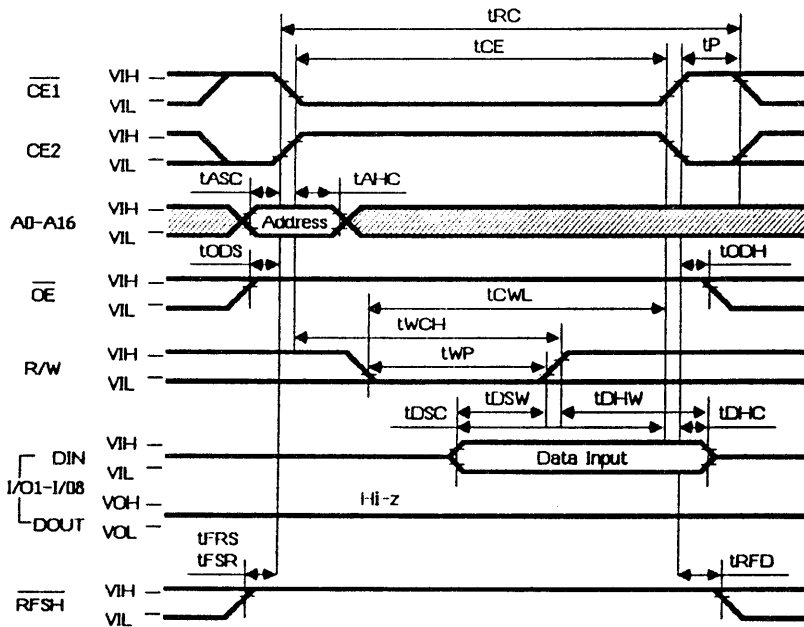 tRC
tCE tP
CE1 VIH
VIL
CE2 VIH
VIL
tASC tAHC
A0-A16 VIH Address
VIL
tODS tODH
OE VIH
VIL
tCWL
tWCH
R/W VIH tWP
VIL
tDSC tDSW tDHW tDHC
DIN VIH
VIL Data Input
I/O1-I/O8
DOUT VOH Hi-z
VOL
tFRS
tFSR tRFD
RFSH VIH
VIL